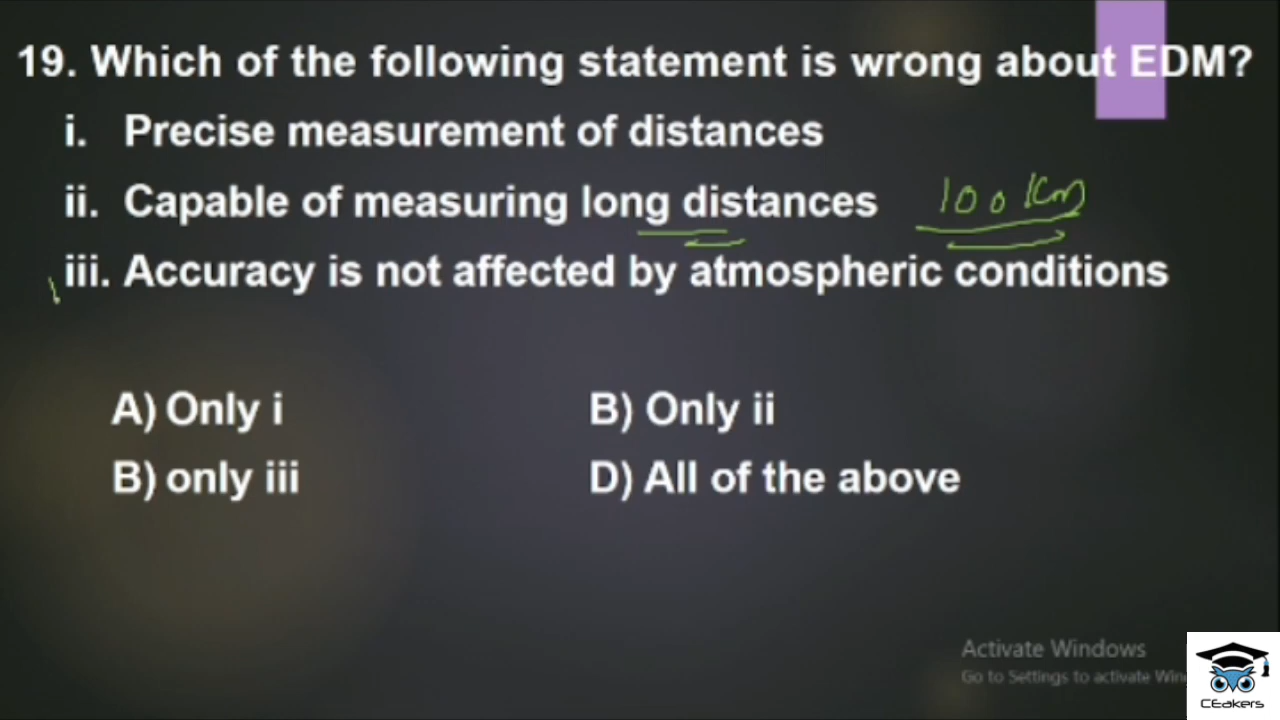 19. Which of the following statement is wrong about EDM?
i. Precise measurement of distances
ii. Capable of measuring long distances 100 Km
iii. Accuracy is not affected by atmospheric conditions
A) Only i B) Only ii
B) only iii D) All of the above
Activate Windows
Go to Settings to activate Win
CEakers